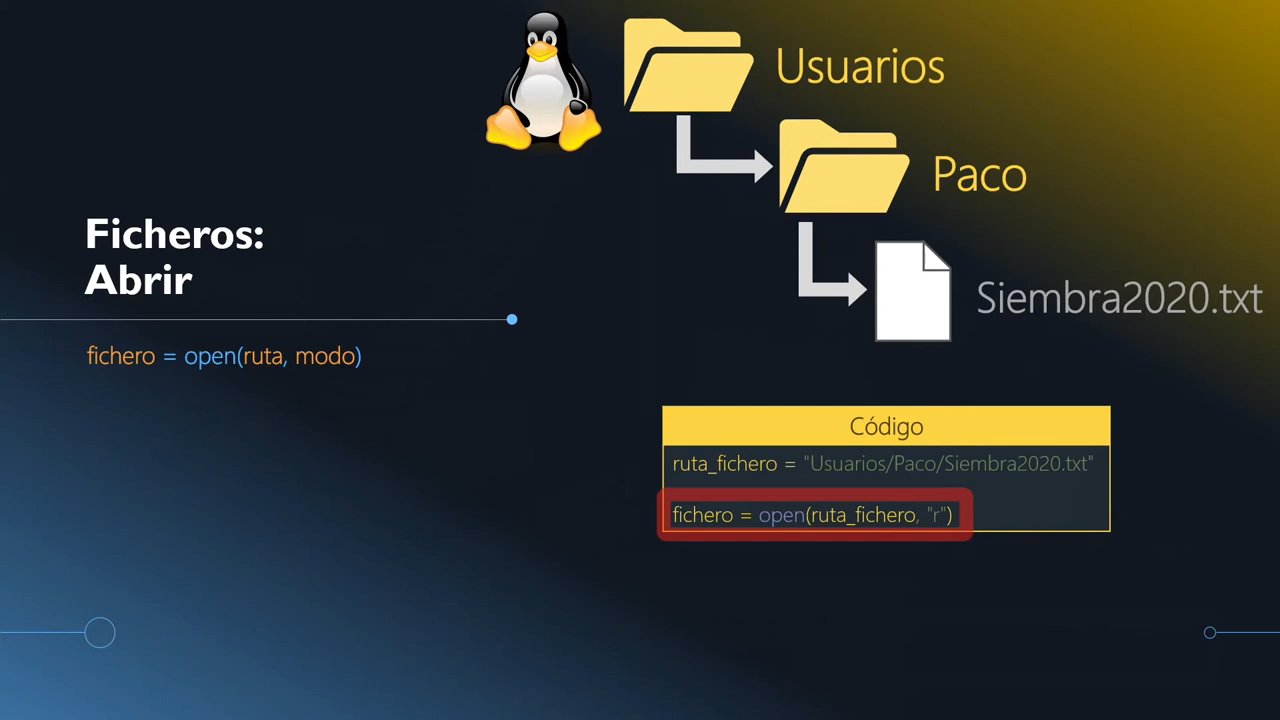 Usuarios
Paco
Siembra2020.txt
Ficheros:
Abrir
fichero = open(ruta, modo)
Código
ruta_fichero = "Usuarios/Paco/Siembra2020.txt"
fichero = open(ruta_fichero, "r")